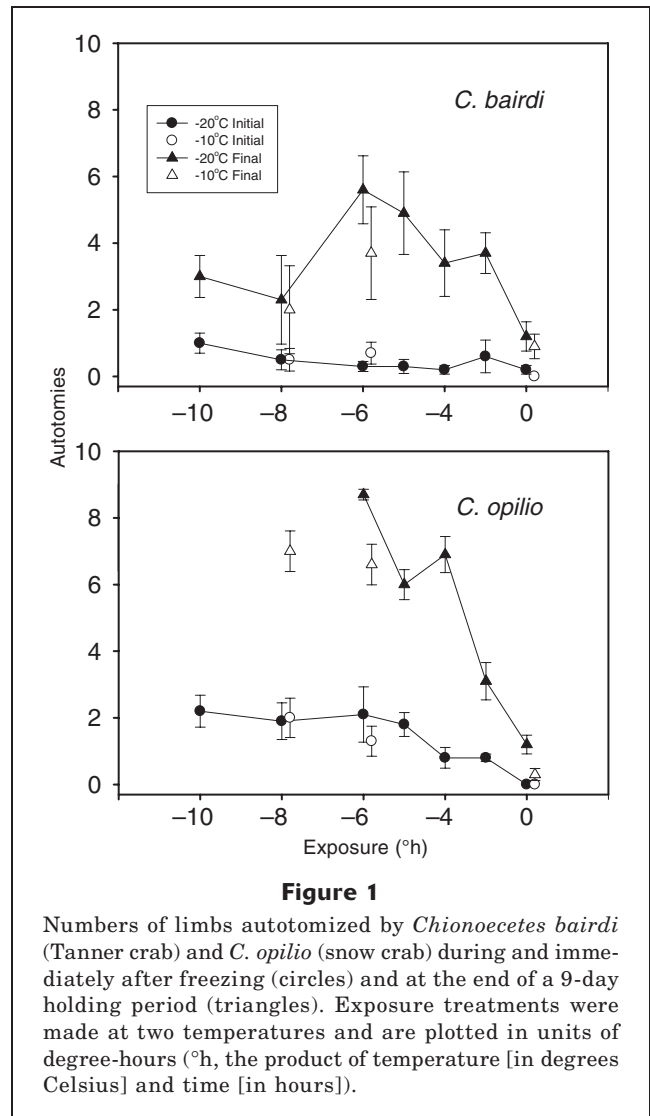 10
8
6
4
2
0
C. bairdi
-20°C Initial
-10°C Initial
-20°C Final
-10°C Final
–10 –8 –6 –4 –2 0
Autotomies
10
8
6
4
2
0
C. opilio
–10 –8 –6 –4 –2 0
Exposure (°h)
Figure 1
Numbers of limbs autotomized by Chionoecetes bairdi
(Tanner crab) and C. opilio (snow crab) during and imme-
diately after freezing (circles) and at the end of a 9-day
holding period (triangles). Exposure treatments were
made at two temperatures and are plotted in units of
degree-hours (°h, the product of temperature [in degrees
Celsius] and time [in hours]).